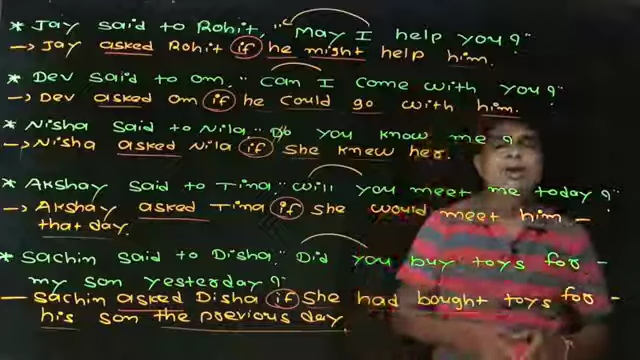 * Jay said to Rohit, "May I help you?"
→ Jay asked Rohit if he might help him.
* Dev said to Om, "Can I come with you?"
→ Dev asked Om if he could go with him.
* Nisha said to Nila, "Do you know me?
→ Nisha asked Nila if she knew her.
* Akshay said to Tina, "Will you meet me today?"
→ Akshay asked Tina if she would meet him -
that day.
* Sachin said to Disha, "Did you buy toys for -
my son yesterday?"
- Sachin asked Disha if she had bought toys for -
his son the previous day.